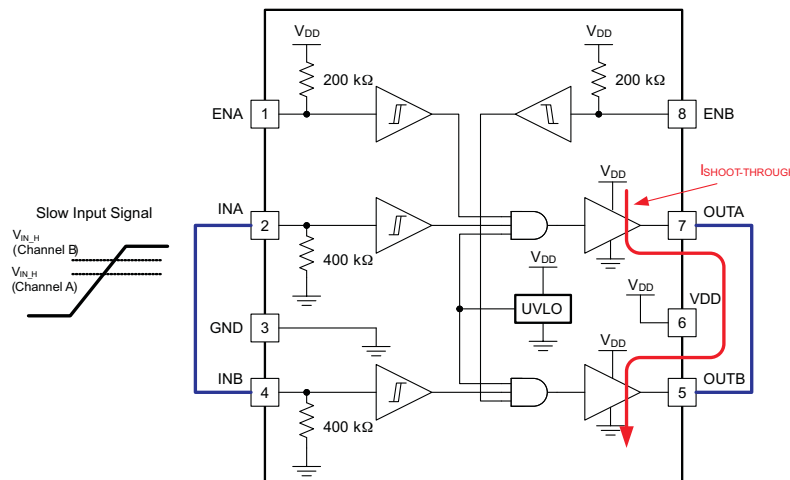 VDD
200 kΩ
VDD
200 kΩ
ENA
1
8
ENB
ISHOOT-THROUGH
Slow Input Signal
VIN_H
(Channel B)
VIN_H
(Channel A)
INA
2
400 kΩ
VDD
7
OUTA
VDD
UVLO
VDD
VDD
6
GND
3
INB
4
400 kΩ
VDD
5
OUTB